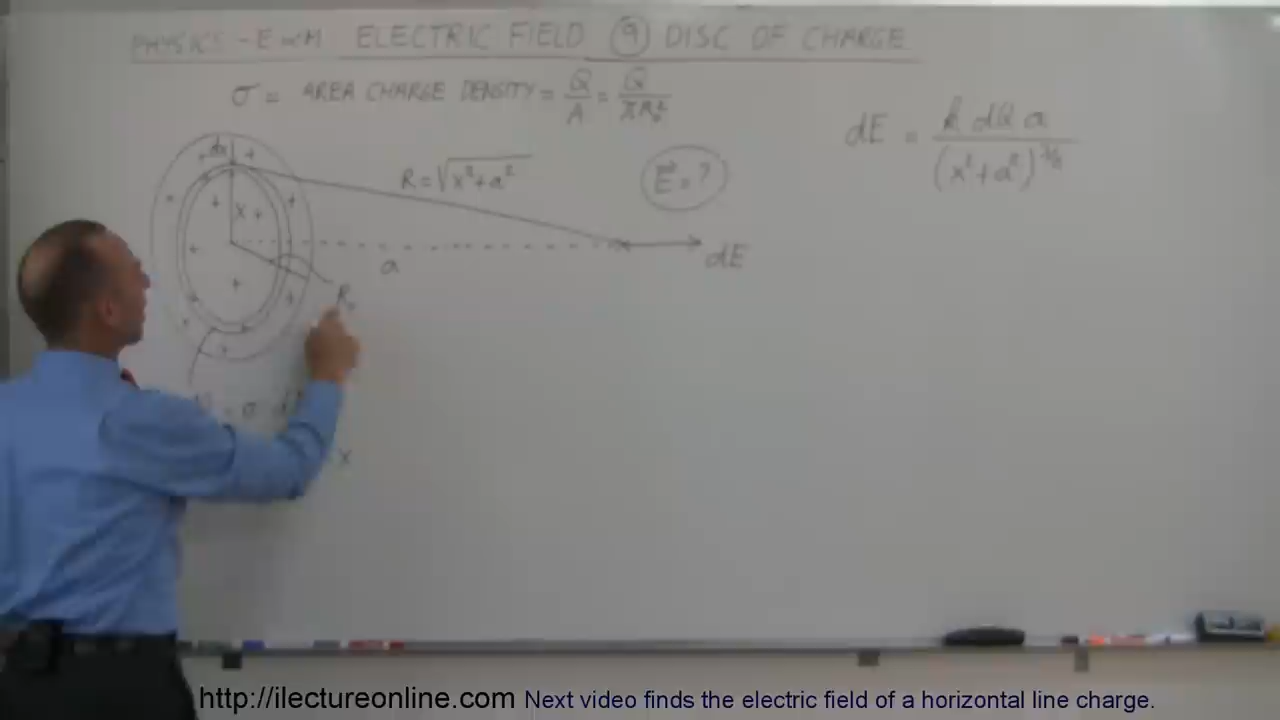 PHYSICS - E & M ELECTRIC FIELD ⑨ DISC OF CHARGE
σ = AREA CHARGE DENSITY = Q/A = Q/πR₀²
dE = k dQ a / (x²+a²)^3/2
dx
R = √x²+a²
E⃗ = ?
x
a
dE
R₀
= σ d
x
http://ilectureonline.com Next video finds the electric field of a horizontal line charge.